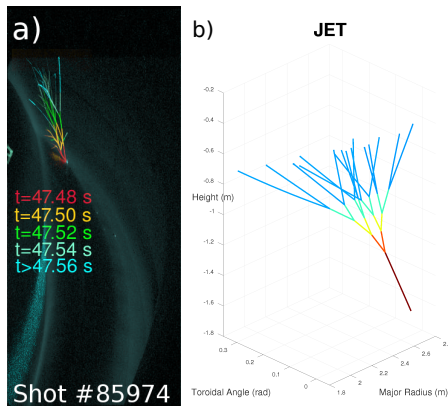 a)
t=47.48 s
t=47.50 s
t=47.52 s
t=47.54 s
t>47.56 s
Shot #85974
b)
JET
-0.2
-0.4
-0.6
-0.8
Height (m)
-1
-1.2
-1.4
-1.6
-1.8
0.3
0.2
0.1
0
Toroidal Angle (rad)
1.8
2
2.2
2.4
2.6
Major Radius (m)